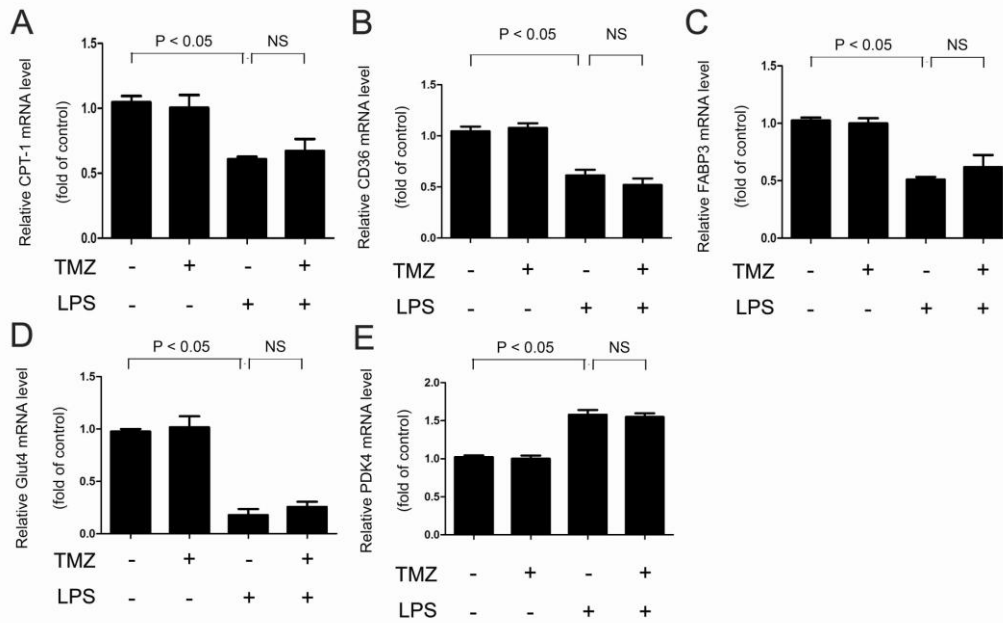 A
P < 0.05
NS
Relative CPT-1 mRNA level
(fold of control)
1.5
1.0
0.5
0.0
TMZ - + - +
LPS - - + +
B
P < 0.05
NS
Relative CD36 mRNA level
(fold of control)
1.5
1.0
0.5
0.0
TMZ - + - +
LPS - - + +
C
P < 0.05
NS
Relative FABP3 mRNA level
(fold of control)
1.5
1.0
0.5
0.0
TMZ - + - +
LPS - - + +
D
P < 0.05
NS
Relative Glut4 mRNA level
(fold of control)
1.5
1.0
0.5
0.0
TMZ - + - +
LPS - - + +
E
P < 0.05
NS
Relative PDK4 mRNA level
(fold of control)
2.0
1.5
1.0
0.5
0.0
TMZ - + - +
LPS - - + +